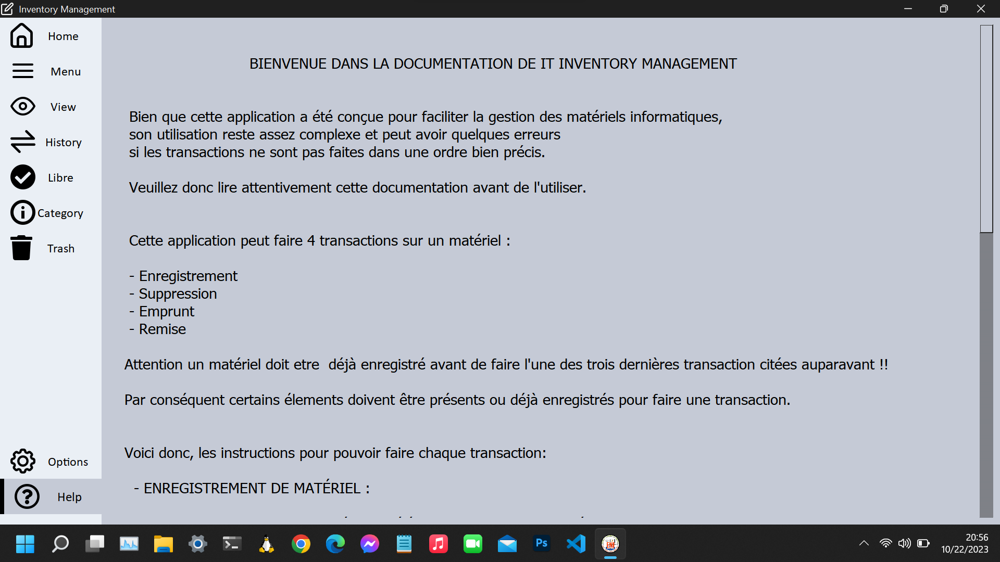 Inventory Management
Home
Menu
View
History
Libre
Category
Trash
Options
Help
BIENVENUE DANS LA DOCUMENTATION DE IT INVENTORY MANAGEMENT
Bien que cette application a été conçue pour faciliter la gestion des matériels informatiques,
son utilisation reste assez complexe et peut avoir quelques erreurs
si les transactions ne sont pas faites dans une ordre bien précis.
Veuillez donc lire attentivement cette documentation avant de l'utiliser.
Cette application peut faire 4 transactions sur un matériel :
- Enregistrement
- Suppression
- Emprunt
- Remise
Attention un matériel doit etre  déjà enregistré avant de faire l'une des trois dernières transaction citées auparavant !!
Par conséquent certains élements doivent être présents ou déjà enregistrés pour faire une transaction.
Voici donc, les instructions pour pouvoir faire chaque transaction:
- ENREGISTREMENT DE MATÉRIEL :
Ps
20:56
10/22/2023